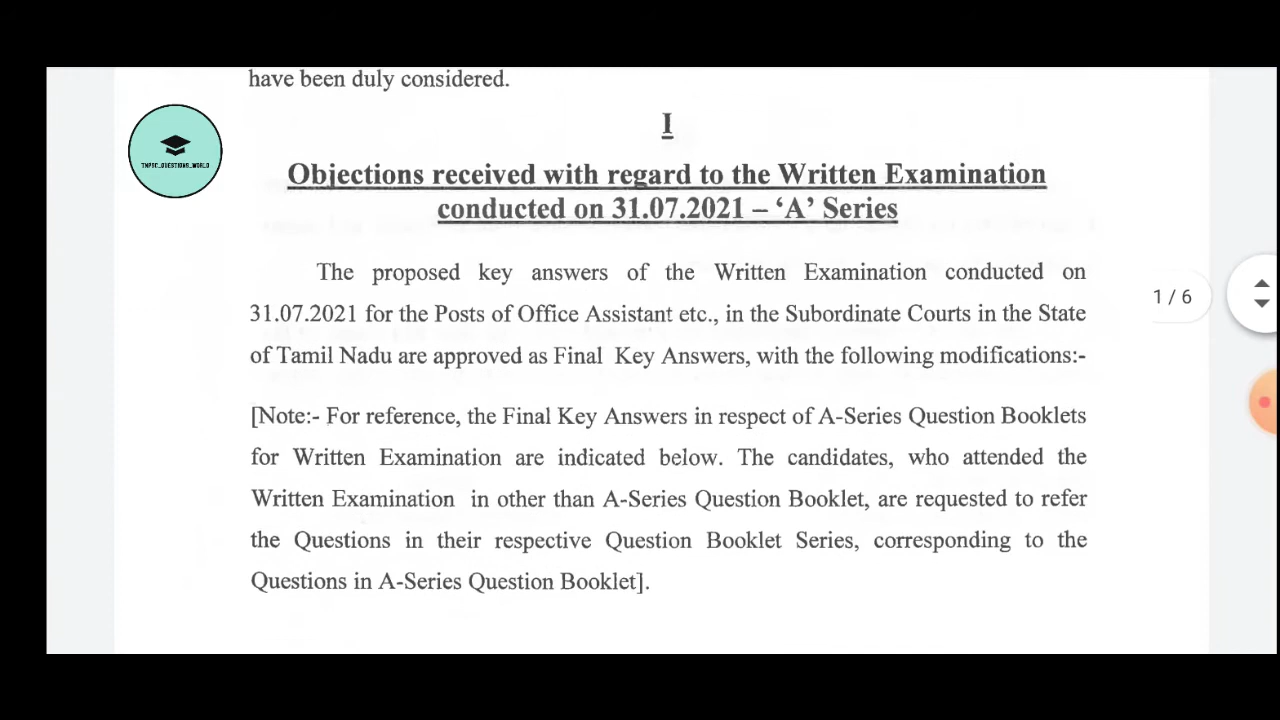 have been duly considered.
I
Objections received with regard to the Written Examination
conducted on 31.07.2021 – ‘A’ Series
The proposed key answers of the Written Examination conducted on
31.07.2021 for the Posts of Office Assistant etc., in the Subordinate Courts in the State
of Tamil Nadu are approved as Final Key Answers, with the following modifications:-
[Note:- For reference, the Final Key Answers in respect of A-Series Question Booklets
for Written Examination are indicated below. The candidates, who attended the
Written Examination in other than A-Series Question Booklet, are requested to refer
the Questions in their respective Question Booklet Series, corresponding to the
Questions in A-Series Question Booklet].
TNPSC_QUESTIONS_WORLD
1 / 6